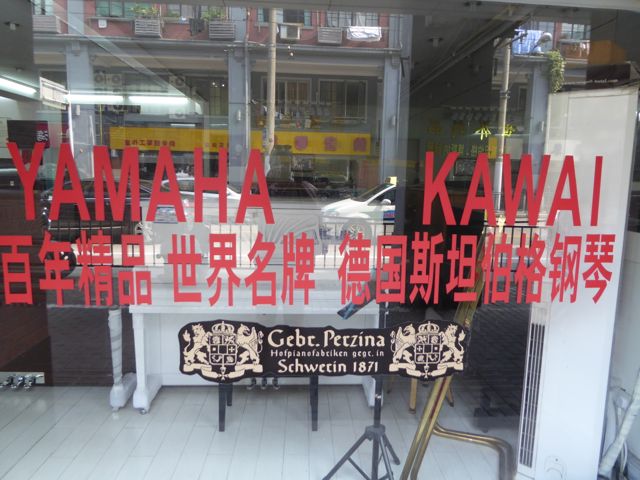 YAMAHA KAWAI
百年精品 世界名牌 德国斯坦伯格钢琴
Gebr. Perzina
Hofpianofabriken gegr. in
Schwerin 1871